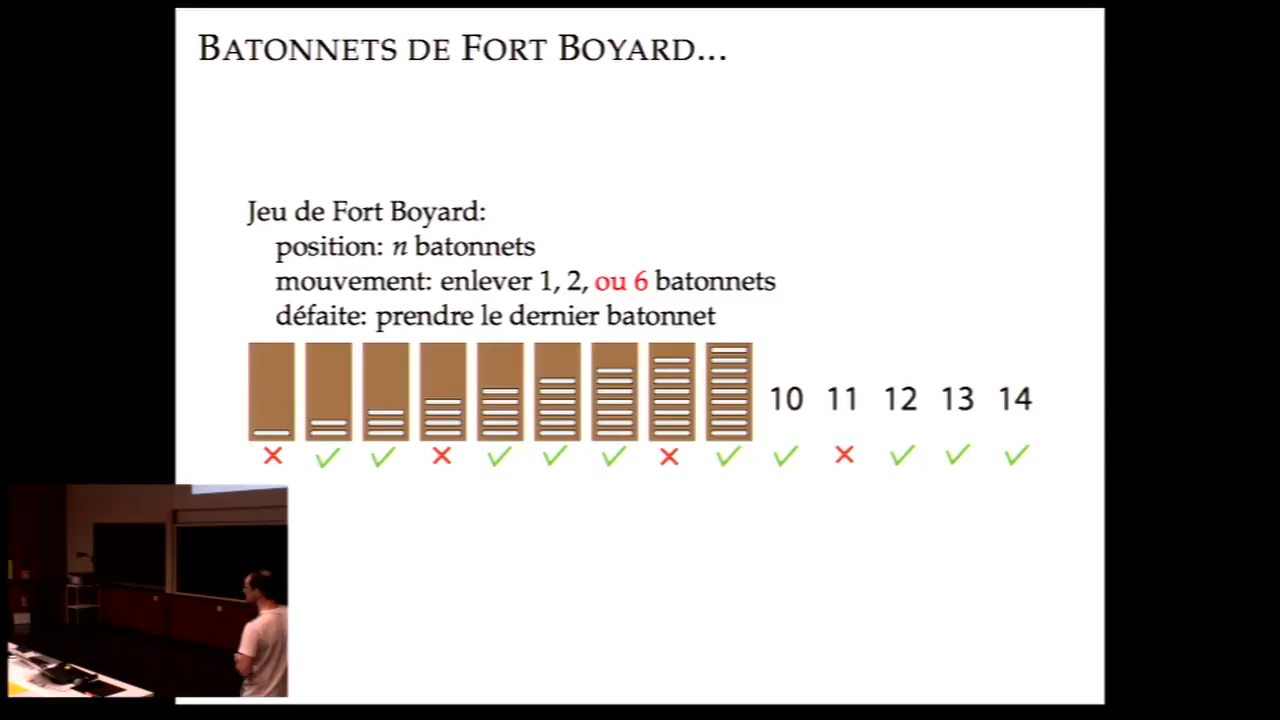 BATONNETS DE FORT BOYARD...
Jeu de Fort Boyard:
position: n batonnets
mouvement: enlever 1, 2, ou 6 batonnets
défaite: prendre le dernier batonnet
10 11 12 13 14